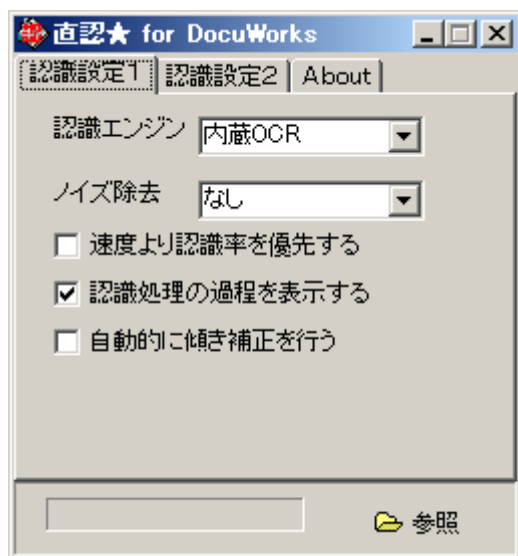 直認★ for DocuWorks
認識設定1 認識設定2 About
認識エンジン 内蔵OCR
ノイズ除去 なし
速度より認識率を優先する
認識処理の過程を表示する
自動的に傾き補正を行う
参照